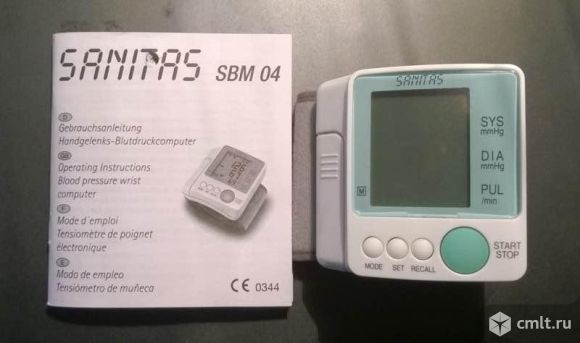 SANITAS SBM 04
D
Gebrauchsanleitung
Handgelenks-Blutdruckcomputer
GB
Operating Instructions
Blood pressure wrist
computer
F
Mode d´emploi
Tensiomètre de poignet
électronique
E
Modo de empleo
Tensiómetro de muñeca
CE 0344
SANITAS
SYS
mmHg
DIA
mmHg
PUL
/min
M
START
STOP
MODE SET RECALL
cmlt.ru